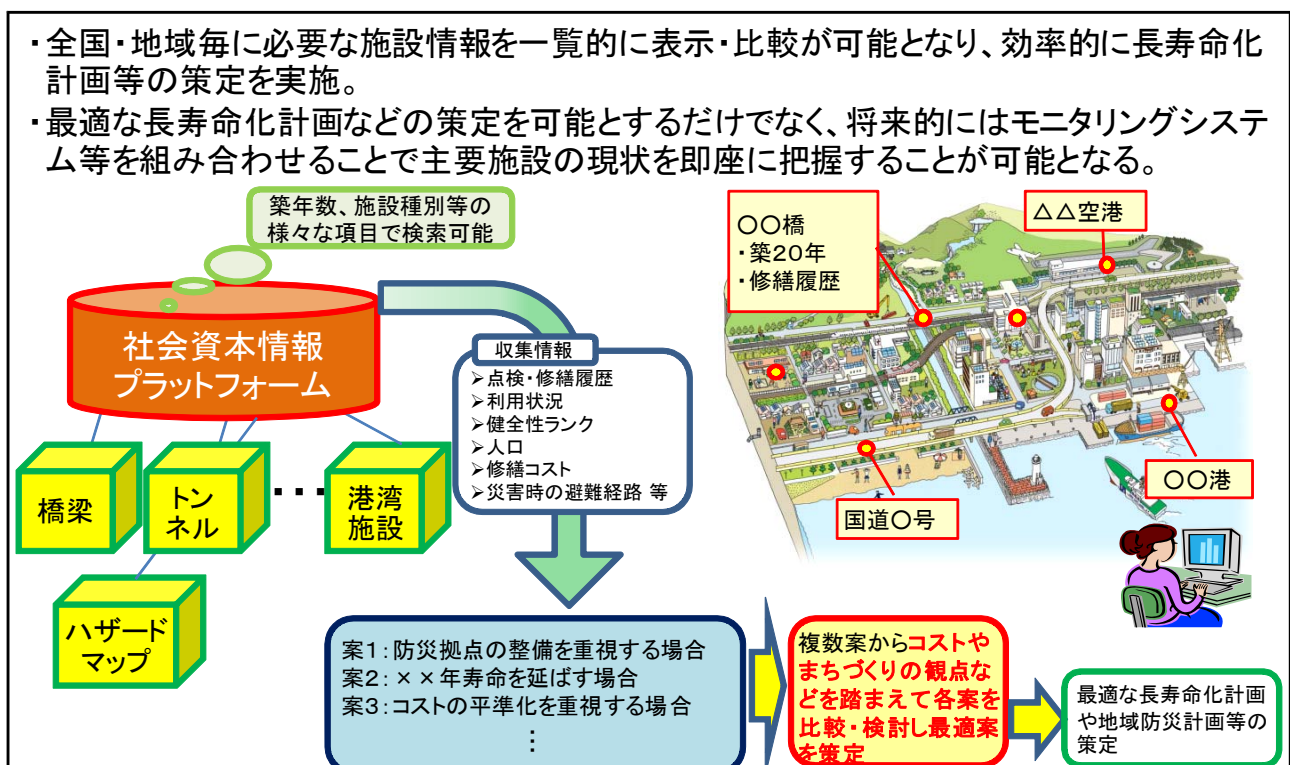 ・全国・地域毎に必要な施設情報を一覧的に表示・比較が可能となり、効率的に長寿命化
計画等の策定を実施。
・最適な長寿命化計画などの策定を可能とするだけでなく、将来的にはモニタリングシステ
ム等を組み合わせることで主要施設の現状を即座に把握することが可能となる。
築年数、施設種別等の
様々な項目で検索可能
社会資本情報
プラットフォーム
橋梁
トン
ネル
・・・
港湾
施設
ハザード
マップ
収集情報
➢点検・修繕履歴
➢利用状況
➢健全性ランク
➢人口
➢修繕コスト
➢災害時の避難経路 等
〇〇橋
・築20年
・修繕履歴
△△空港
国道〇号
〇〇港
案1：防災拠点の整備を重視する場合
案2：××年寿命を延ばす場合
案3：コストの平準化を重視する場合
⋮
複数案からコストや
まちづくりの観点な
どを踏まえて各案を
比較・検討し最適案
を策定
最適な長寿命化計画
や地域防災計画等の
策定